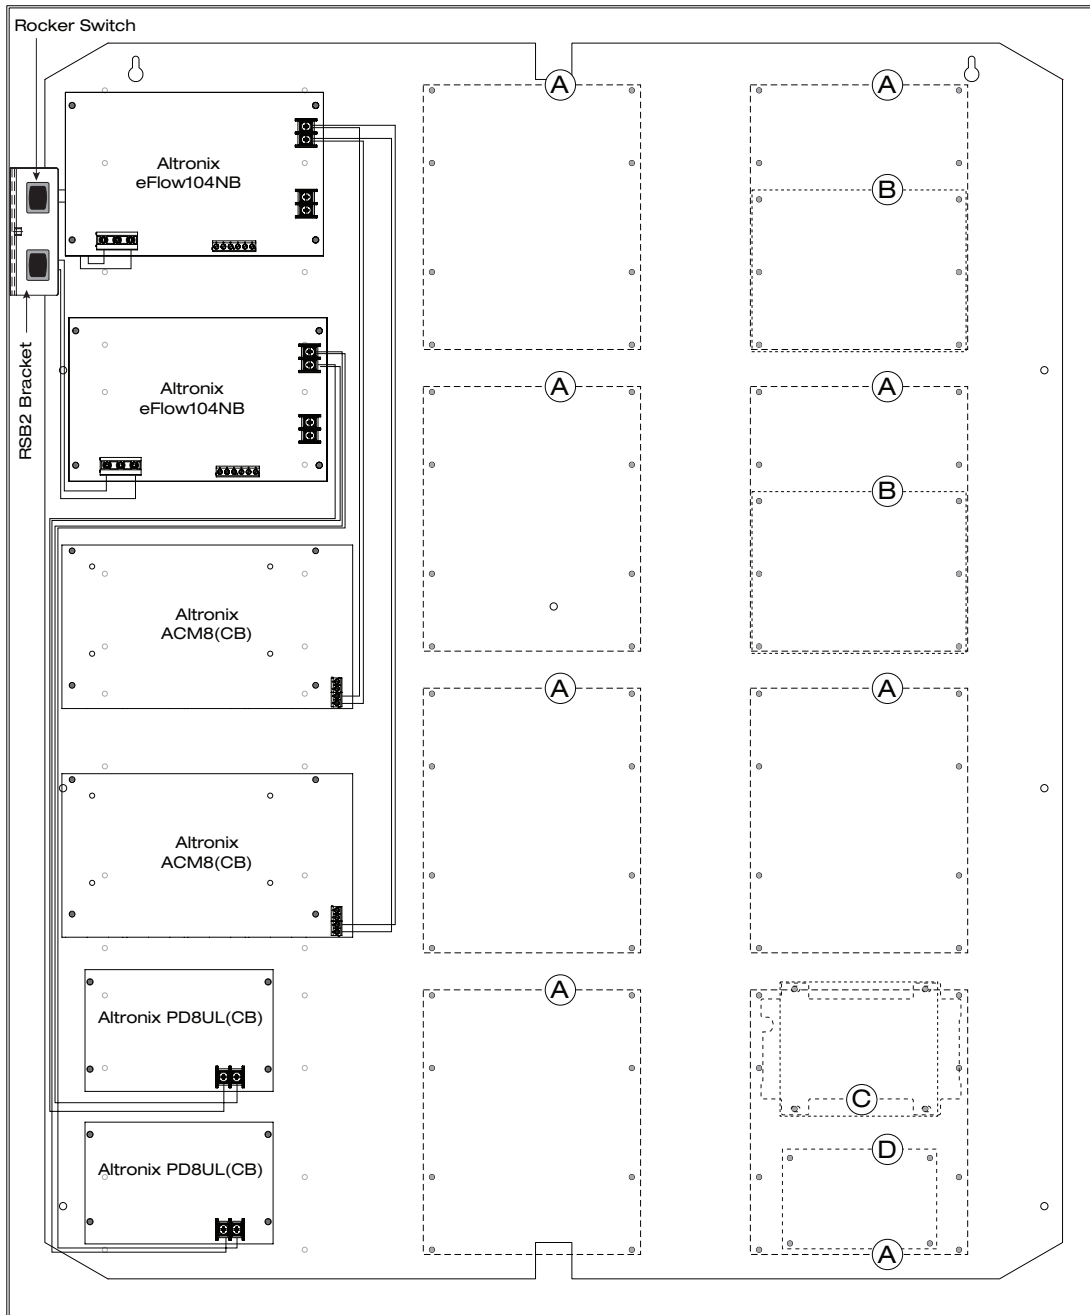 Rocker Switch
A
A
Altronix
eFlow104NB
B
RSB2 Bracket
Altronix
eFlow104NB
A
A
B
Altronix
ACM8(CB)
A
A
Altronix
ACM8(CB)
A
Altronix PD8UL(CB)
C
D
Altronix PD8UL(CB)
A